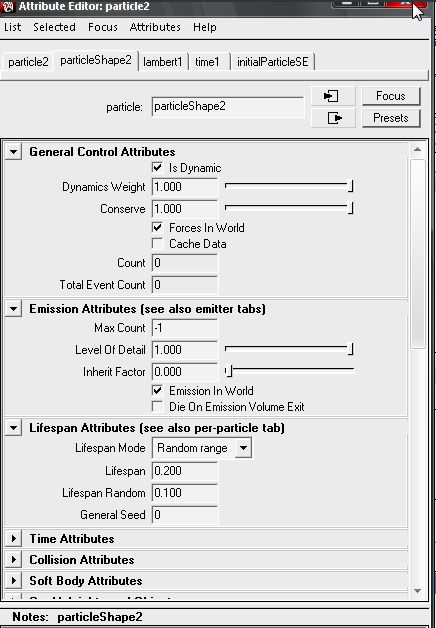 Attribute Editor: particle2
List Selected Focus Attributes Help
particle2 particleShape2 lambert1 time1 initialParticleSE
particle: particleShape2 Focus
Presets
General Control Attributes
Is Dynamic
Dynamics Weight 1.000
Conserve 1.000
Forces In World
Cache Data
Count 0
Total Event Count 0
Emission Attributes (see also emitter tabs)
Max Count -1
Level Of Detail 1.000
Inherit Factor 0.000
Emission In World
Die On Emission Volume Exit
Lifespan Attributes (see also per-particle tab)
Lifespan Mode Random range
Lifespan 0.200
Lifespan Random 0.100
General Seed 0
Time Attributes
Collision Attributes
Soft Body Attributes
Notes: particleShape2